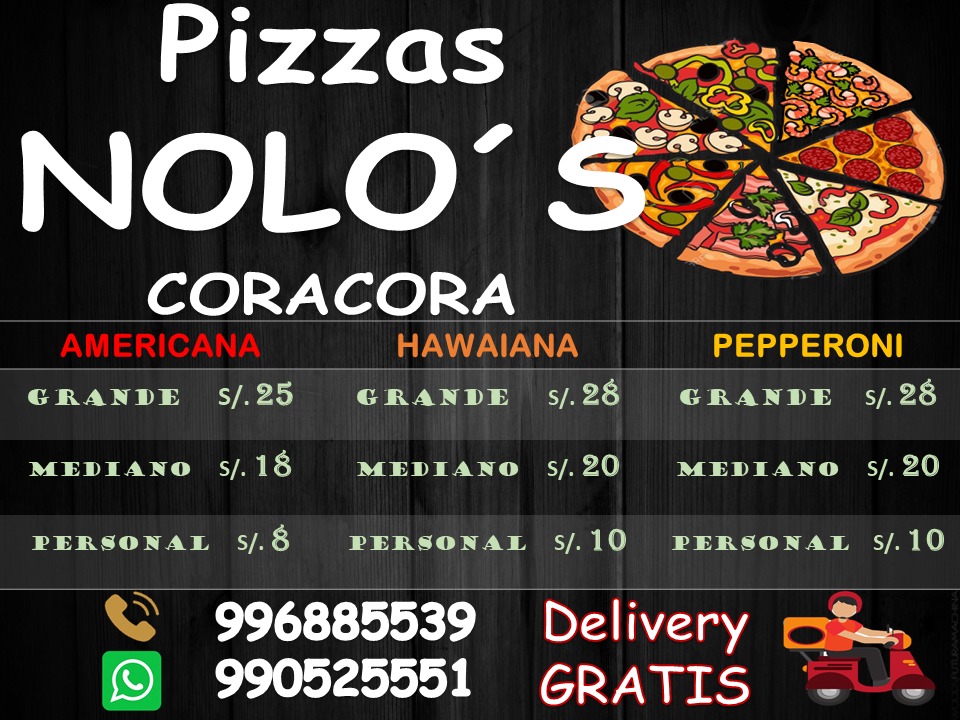 Pizzas
NOLO´S
CORACORA
AMERICANA HAWAIANA PEPPERONI
GRANDE S/. 25 GRANDE S/. 28 GRANDE S/. 28
MEDIANO S/. 18 MEDIANO S/. 20 MEDIANO S/. 20
PERSONAL S/. 8 PERSONAL S/. 10 PERSONAL S/. 10
996885539 Delivery
990525551 GRATIS